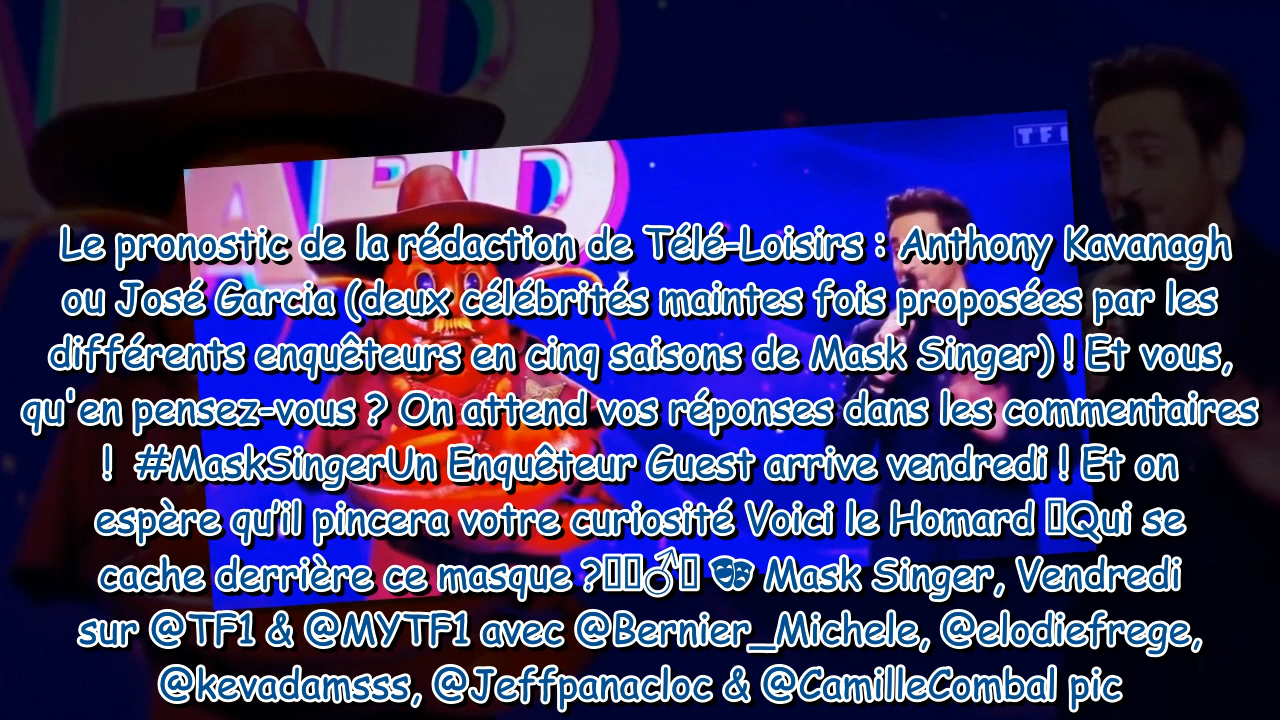 TF1
Le pronostic de la rédaction de Télé-Loisirs : Anthony Kavanagh
ou José Garcia (deux célébrités maintes fois proposées par les
différents enquêteurs en cinq saisons de Mask Singer) ! Et vous,
qu'en pensez-vous ? On attend vos réponses dans les commentaires
! #MaskSingerUn Enquêteur Guest arrive vendredi ! Et on
espère qu’il pincera votre curiosité Voici le Homard ▯Qui se
cache derrière ce masque ?▯▯♂▯ 🎭 Mask Singer, Vendredi
sur @TF1 & @MYTF1 avec @Bernier_Michele, @elodiefrege,
@kevadamsss, @Jeffpanacloc & @CamilleCombal pic